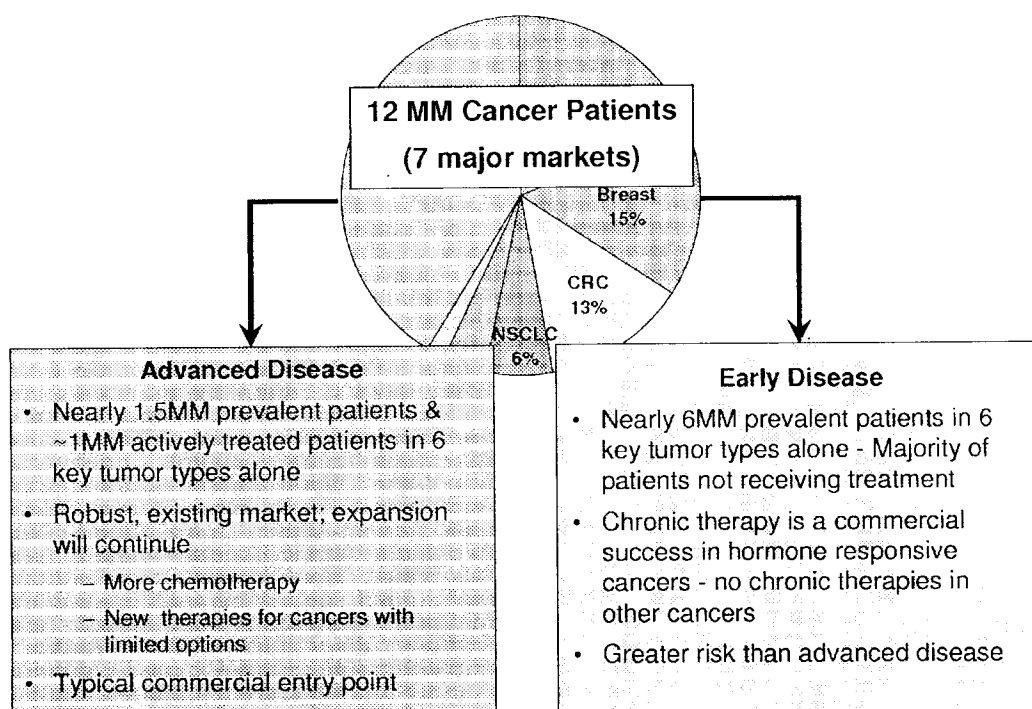 12 MM Cancer Patients
(7 major markets)
Breast
15%
CRC
13%
NSCLC
6%
Advanced Disease
• Nearly 1.5MM prevalent patients &
~1MM actively treated patients in 6
key tumor types alone
• Robust, existing market; expansion
will continue
– More chemotherapy
– New therapies for cancers with
limited options
• Typical commercial entry point
Early Disease
• Nearly 6MM prevalent patients in 6
key tumor types alone - Majority of
patients not receiving treatment
• Chronic therapy is a commercial
success in hormone responsive
cancers - no chronic therapies in
other cancers
• Greater risk than advanced disease